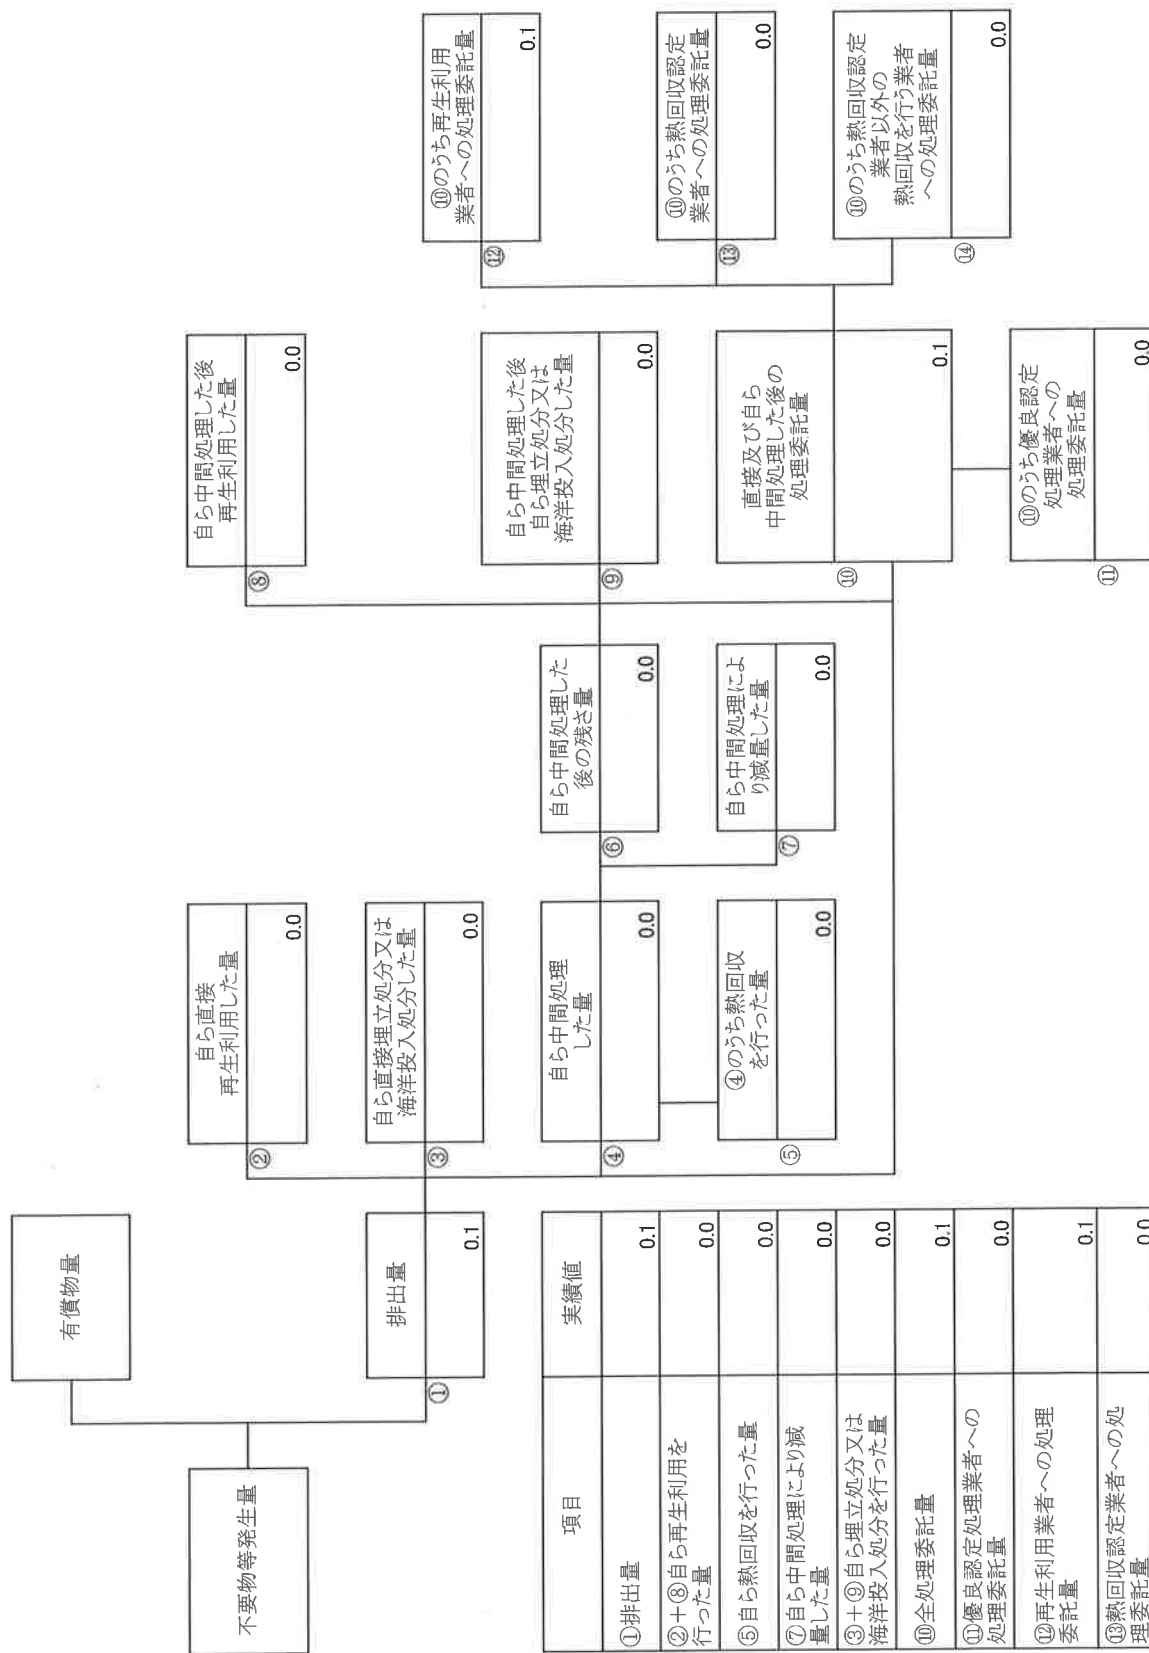 有償物量
不要物等発生量
排出量
①
0.1
自ら直接
再生利用した量
②
0.0
自ら直接埋立処分又は
海洋投入処分した量
③
0.0
自ら中間処理
した量
④
0.0
④のうち熱回収
を行った量
⑤
0.0
自ら中間処理した
後の残さ量
⑥
0.0
自ら中間処理によ
り減量した量
⑦
0.0
自ら中間処理した後
再生利用した量
⑧
0.0
自ら中間処理した後
自ら埋立処分又は
海洋投入処分した量
⑨
0.0
直接及び自ら
中間処理した後の
処理委託量
⑩
0.1
⑩のうち優良認定
処理業者への
処理委託量
⑪
0.0
⑩のうち再生利用
業者への処理委託量
⑫
0.1
⑩のうち熱回収認定
業者への処理委託量
⑬
0.0
⑩のうち熱回収認定
業者以外の
熱回収を行う業者
への処理委託量
⑭
0.0
項目 実績値
①排出量 0.1
②+⑧自ら再生利用を
行った量 0.0
⑤自ら熱回収を行った量 0.0
⑦自ら中間処理により減
量した量 0.0
③+⑨自ら埋立処分又は
海洋投入処分を行った量 0.0
⑩全処理委託量 0.1
⑪優良認定処理業者への
処理委託量 0.0
⑫再生利用業者への処理
委託量 0.1
⑬熱回収認定業者への処
理委託量 0.0